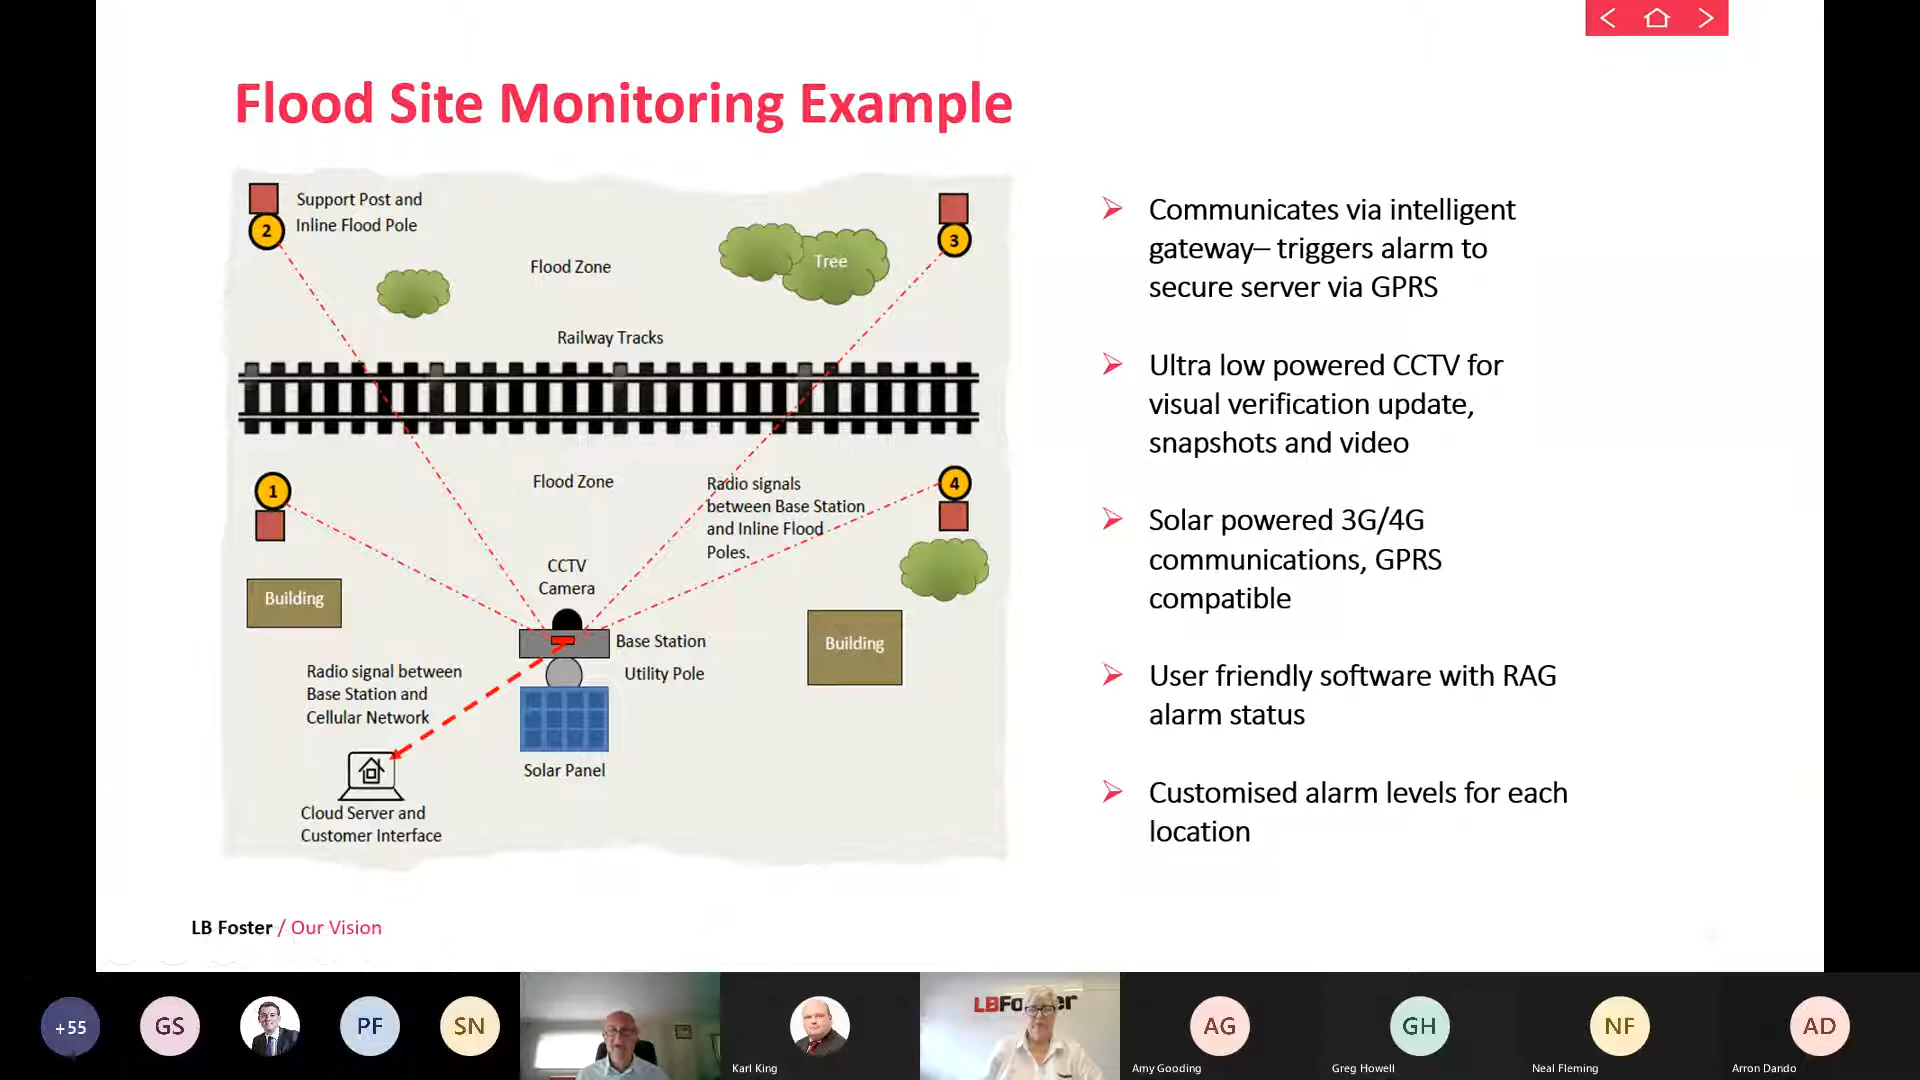 Flood Site Monitoring Example
Support Post and
Inline Flood Pole
2
3
Flood Zone
Tree
Railway Tracks
Flood Zone
1
4
Radio signals
between Base Station
and Inline Flood
Poles.
CCTV
Camera
Building
Building
Base Station
Utility Pole
Radio signal between
Base Station and
Cellular Network
Solar Panel
Cloud Server and
Customer Interface
Communicates via intelligent
gateway– triggers alarm to
secure server via GPRS
Ultra low powered CCTV for
visual verification update,
snapshots and video
Solar powered 3G/4G
communications, GPRS
compatible
User friendly software with RAG
alarm status
Customised alarm levels for each
location
LB Foster / Our Vision
+55
GS
PF
SN
Karl King
LBFoster
AG
Amy Gooding
GH
Greg Howell
NF
Neal Fleming
AD
Arron Dando